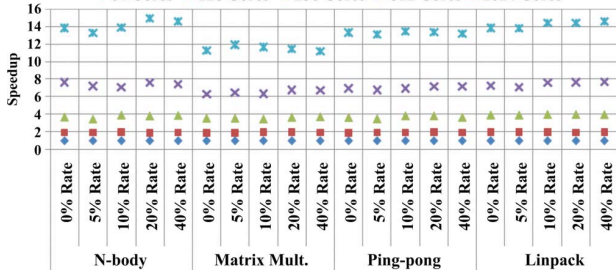 16
14
12
10
8
6
4
2
0
Speedup
0% Rate
5% Rate
10% Rate
20% Rate
40% Rate
0% Rate
5% Rate
10% Rate
20% Rate
40% Rate
0% Rate
5% Rate
10% Rate
20% Rate
40% Rate
0% Rate
5% Rate
10% Rate
20% Rate
40% Rate
N-body Matrix Mult. Ping-pong Linpack